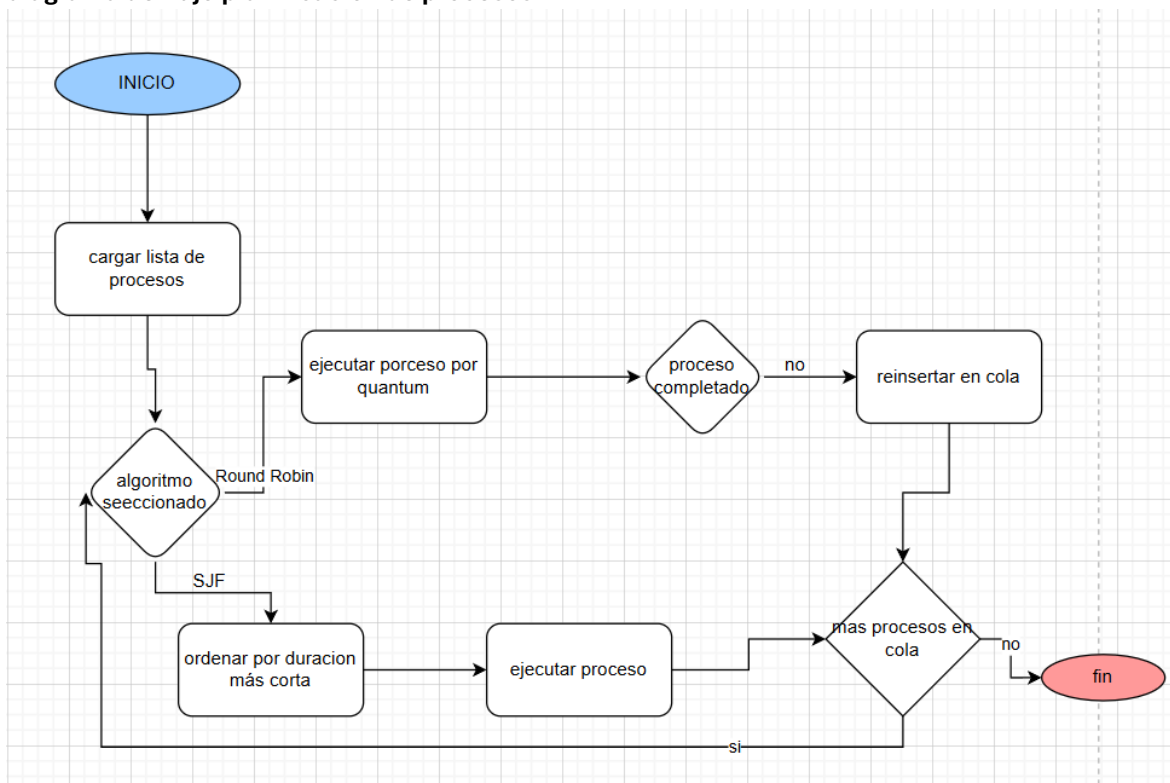 INICIO
cargar lista de
procesos
ejecutar porceso por
quantum
proceso
completado
no
reinsertar en cola
algoritmo
seeccionado
Round Robin
SJF
ordenar por duracion
más corta
ejecutar proceso
mas procesos en
cola
no
fin
si